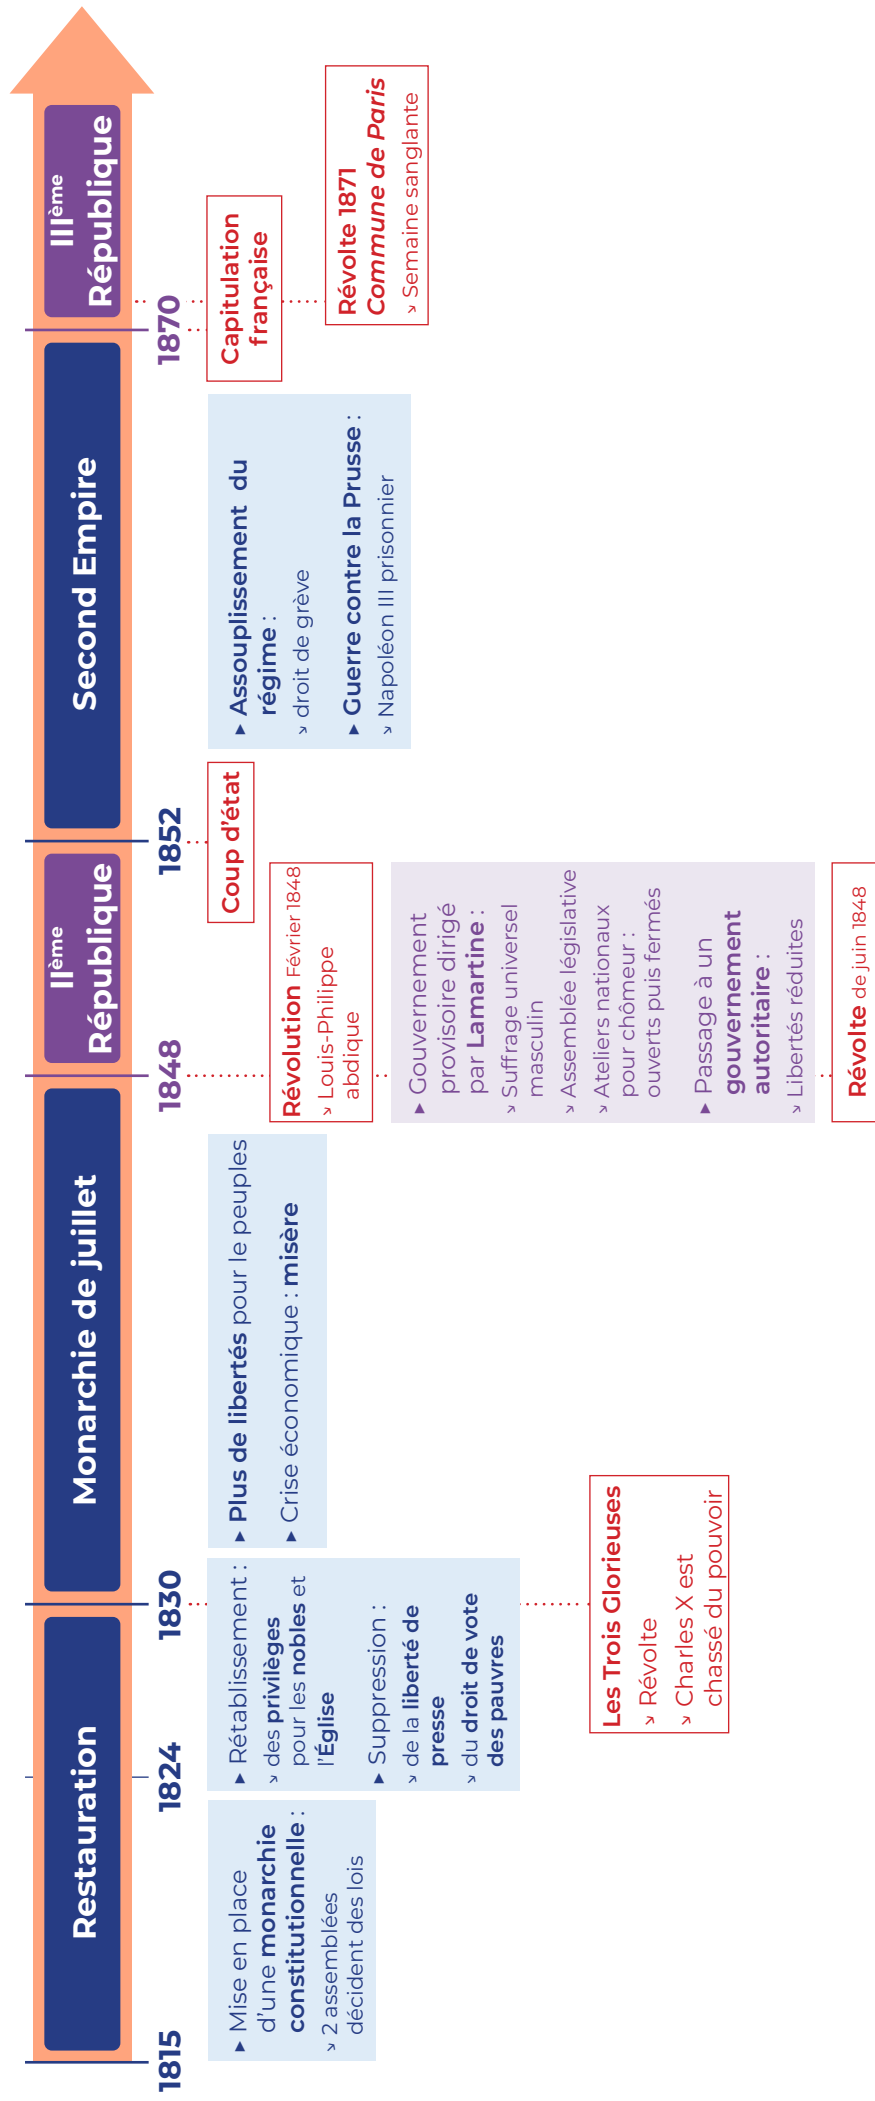 Restauration
Monarchie de juillet
IIème
République
Second Empire
IIIème
République
1815
1824
1830
1848
1852
1870
► Mise en place
d'une monarchie
constitutionnelle :
↘ 2 assemblées
décident des lois
► Rétablissement :
↘ des privilèges
pour les nobles et
l'Église
► Suppression :
↘ de la liberté de
presse
↘ du droit de vote
des pauvres
Les Trois Glorieuses
↘ Révolte
↘ Charles X est
chassé du pouvoir
► Plus de libertés pour le peuples
► Crise économique : misère
Révolution Février 1848
↘ Louis-Philippe
abdique
► Gouvernement
provisoire dirigé
par Lamartine :
↘ Suffrage universel
masculin
↘ Assemblée législative
↘ Ateliers nationaux
pour chômeur :
ouverts puis fermés
► Passage à un
gouvernement
autoritaire :
↘ Libertés réduites
Révolte de juin 1848
Coup d'état
► Assouplissement du
régime :
↘ droit de grève
► Guerre contre la Prusse :
↘ Napoléon III prisonnier
Capitulation
française
Révolte 1871
Commune de Paris
↘ Semaine sanglante